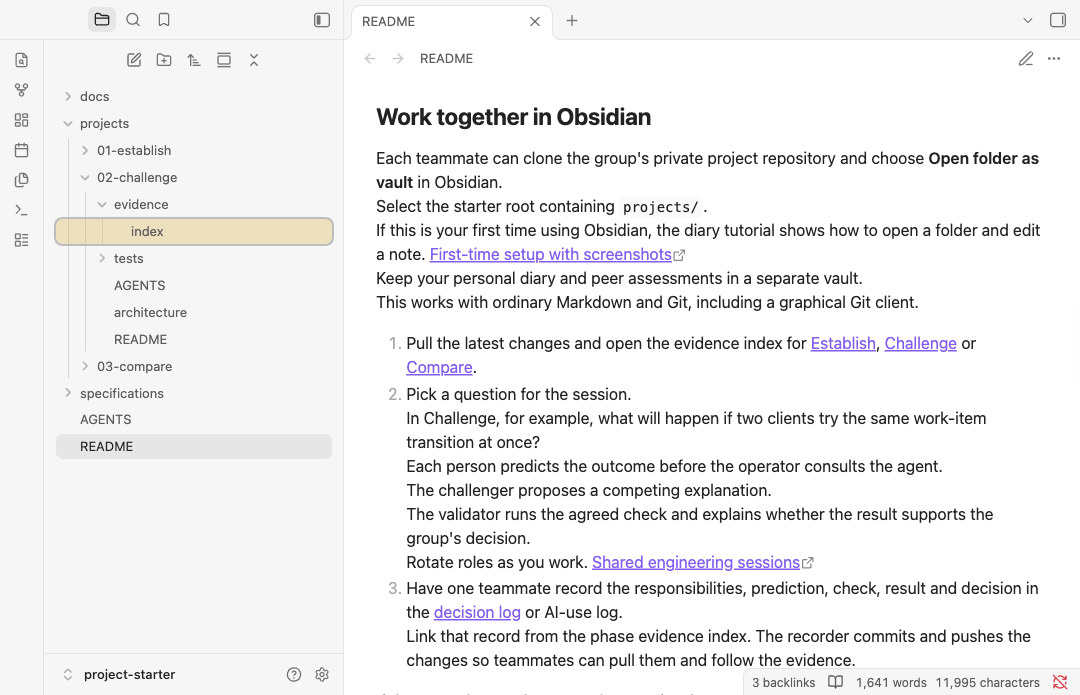 README
README
docs
projects
01-establish
02-challenge
evidence
index
tests
AGENTS
architecture
README
03-compare
specifications
AGENTS
README
project-starter
Work together in Obsidian
Each teammate can clone the group's private project repository and choose Open folder as
vault in Obsidian.
Select the starter root containing projects/ .
If this is your first time using Obsidian, the diary tutorial shows how to open a folder and edit
a note. First-time setup with screenshots
Keep your personal diary and peer assessments in a separate vault.
This works with ordinary Markdown and Git, including a graphical Git client.
1. Pull the latest changes and open the evidence index for Establish, Challenge or
Compare.
2. Pick a question for the session.
In Challenge, for example, what will happen if two clients try the same work-item
transition at once?
Each person predicts the outcome before the operator consults the agent.
The challenger proposes a competing explanation.
The validator runs the agreed check and explains whether the result supports the
group's decision.
Rotate roles as you work. Shared engineering sessions
3. Have one teammate record the responsibilities, prediction, check, result and decision in
the decision log or AI-use log.
Link that record from the phase evidence index. The recorder commits and pushes the
changes so teammates can pull them and follow the evidence.
3 backlinks 1,641 words 11,995 characters